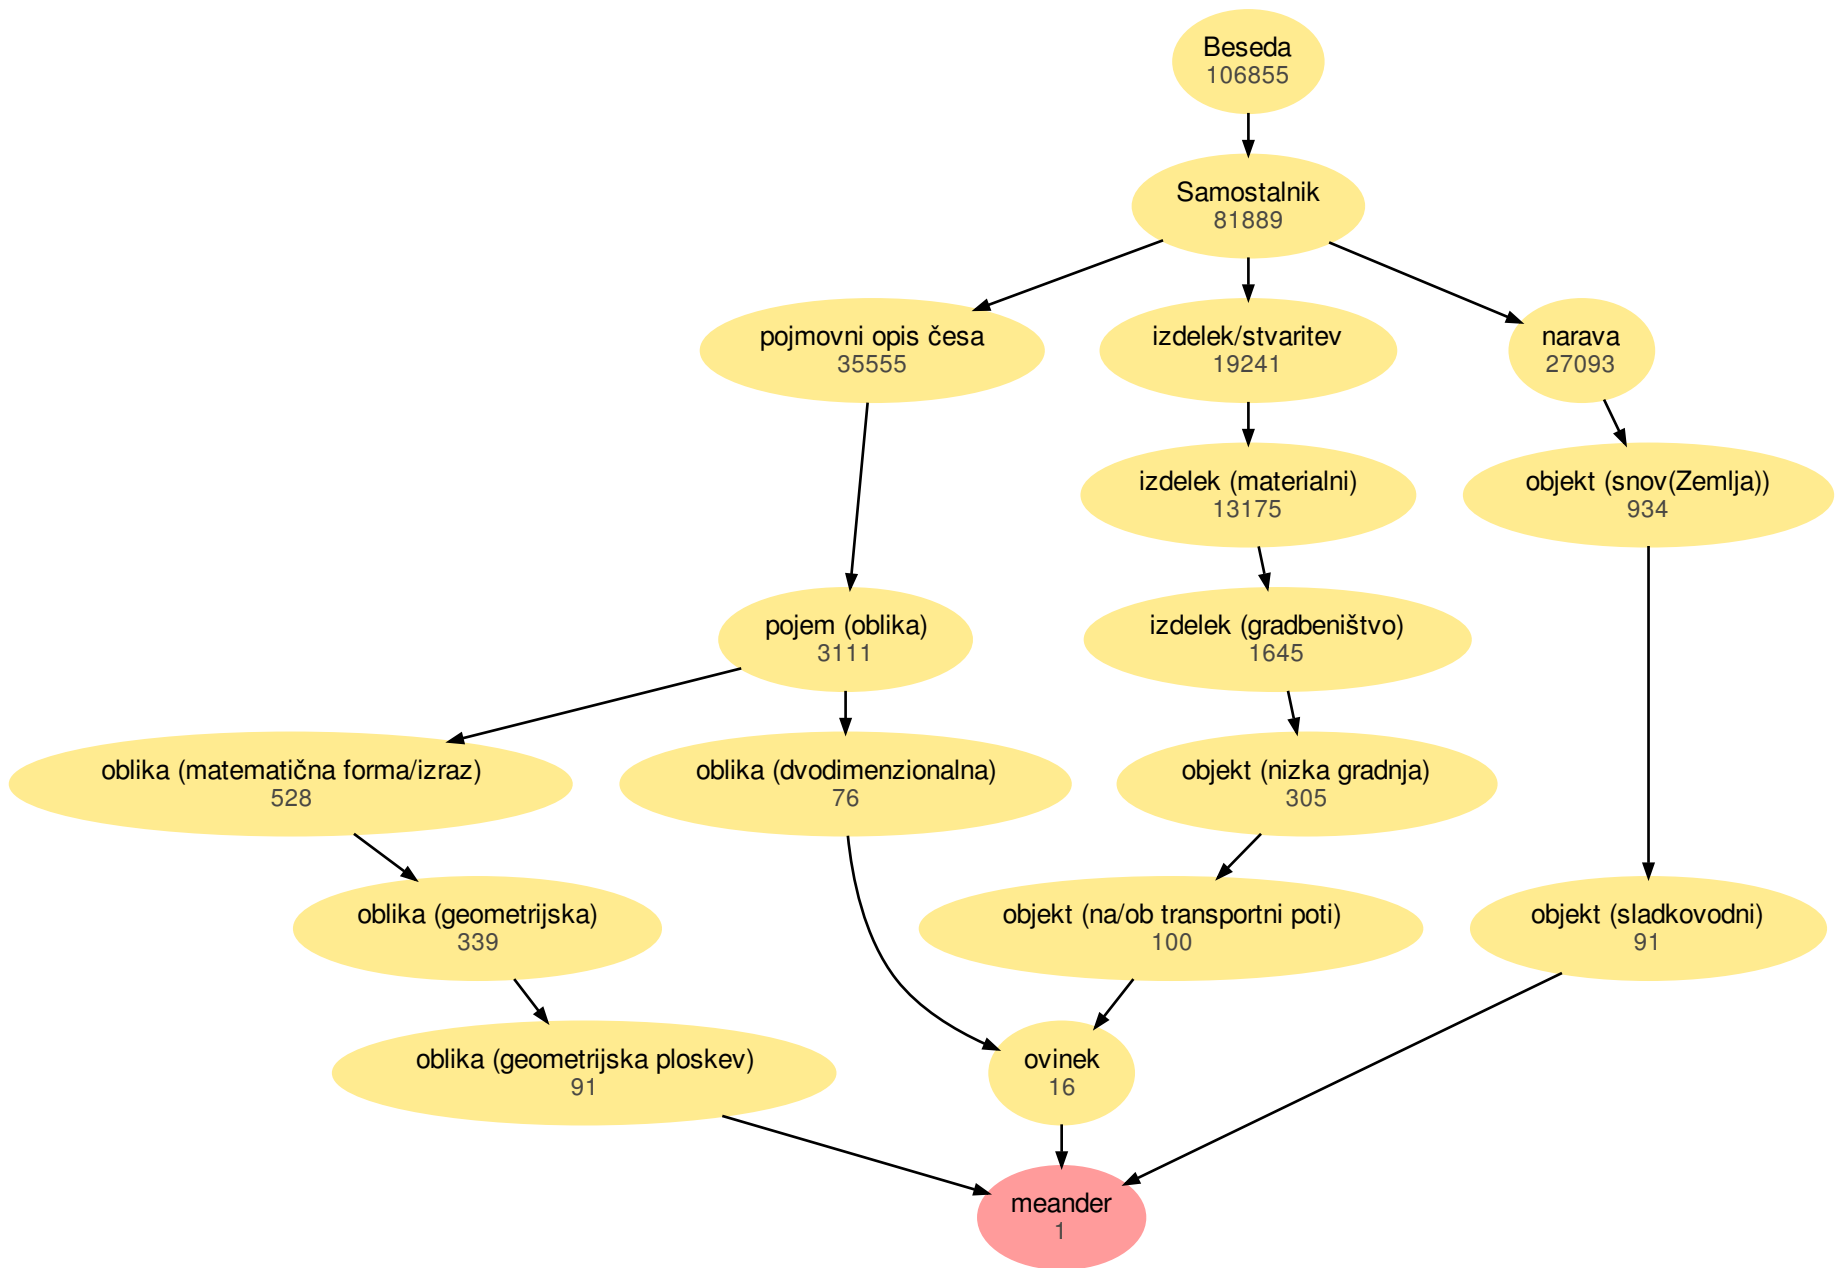 Beseda
106855
Samostalnik
81889
pojmovni opis česa
35555
izdelek/stvaritev
19241
narava
27093
izdelek (materialni)
13175
objekt (snov(Zemlja))
934
pojem (oblika)
3111
izdelek (gradbeništvo)
1645
oblika (matematična forma/izraz)
528
oblika (dvodimenzionalna)
76
objekt (nizka gradnja)
305
oblika (geometrijska)
339
objekt (na/ob transportni poti)
100
objekt (sladkovodni)
91
oblika (geometrijska ploskev)
91
ovinek
16
meander
1